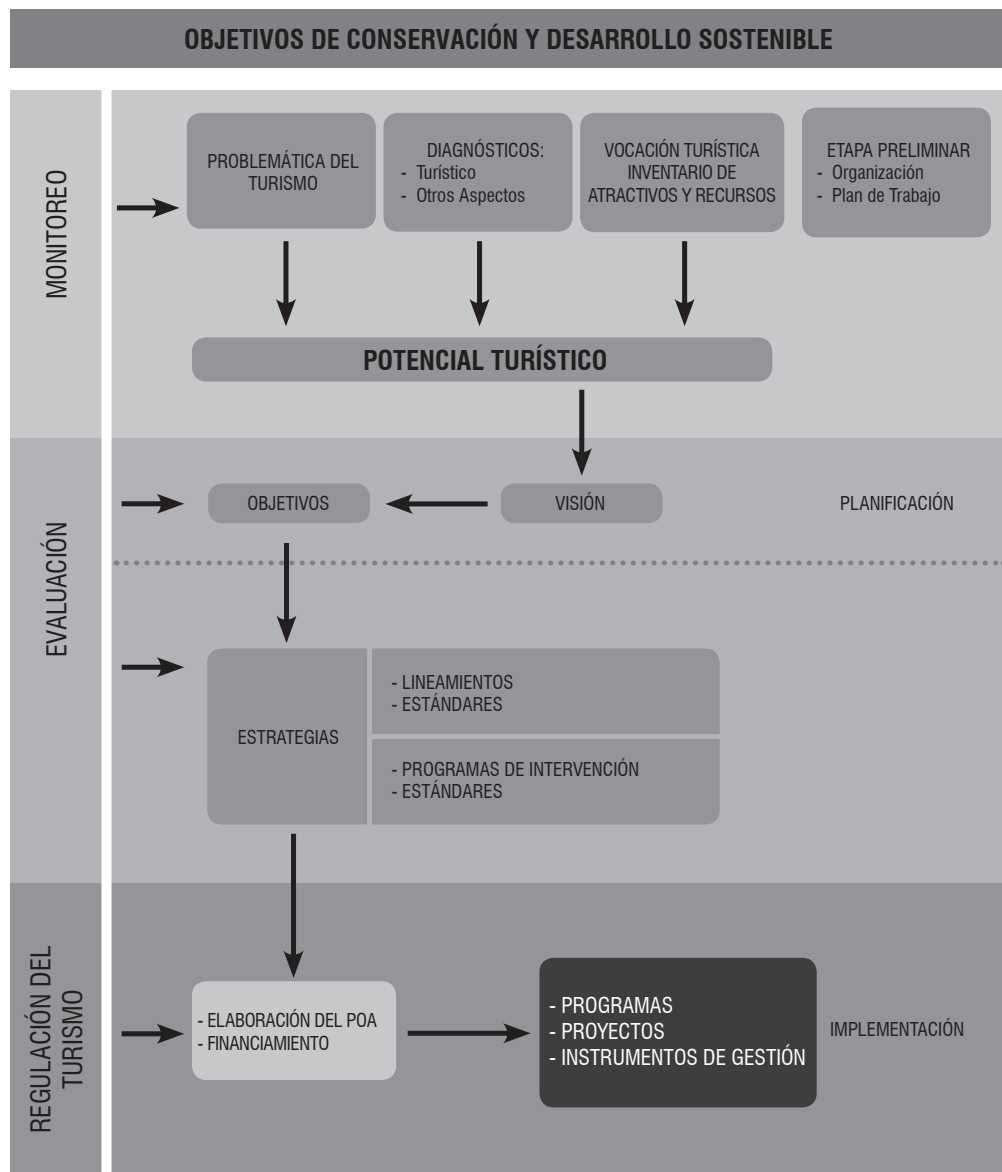 OBJETIVOS DE CONSERVACIÓN Y DESARROLLO SOSTENIBLE
MONITOREO
PROBLEMÁTICA DEL
TURISMO
DIAGNÓSTICOS:
- Turístico
- Otros Aspectos
VOCACIÓN TURÍSTICA
INVENTARIO DE
ATRACTIVOS Y RECURSOS
ETAPA PRELIMINAR
- Organización
- Plan de Trabajo
POTENCIAL TURÍSTICO
EVALUACIÓN
OBJETIVOS
VISIÓN
PLANIFICACIÓN
ESTRATEGIAS
- LINEAMIENTOS
- ESTÁNDARES
- PROGRAMAS DE INTERVENCIÓN
- ESTÁNDARES
REGULACIÓN DEL
TURISMO
- ELABORACIÓN DEL POA
- FINANCIAMIENTO
- PROGRAMAS
- PROYECTOS
- INSTRUMENTOS DE GESTIÓN
IMPLEMENTACIÓN